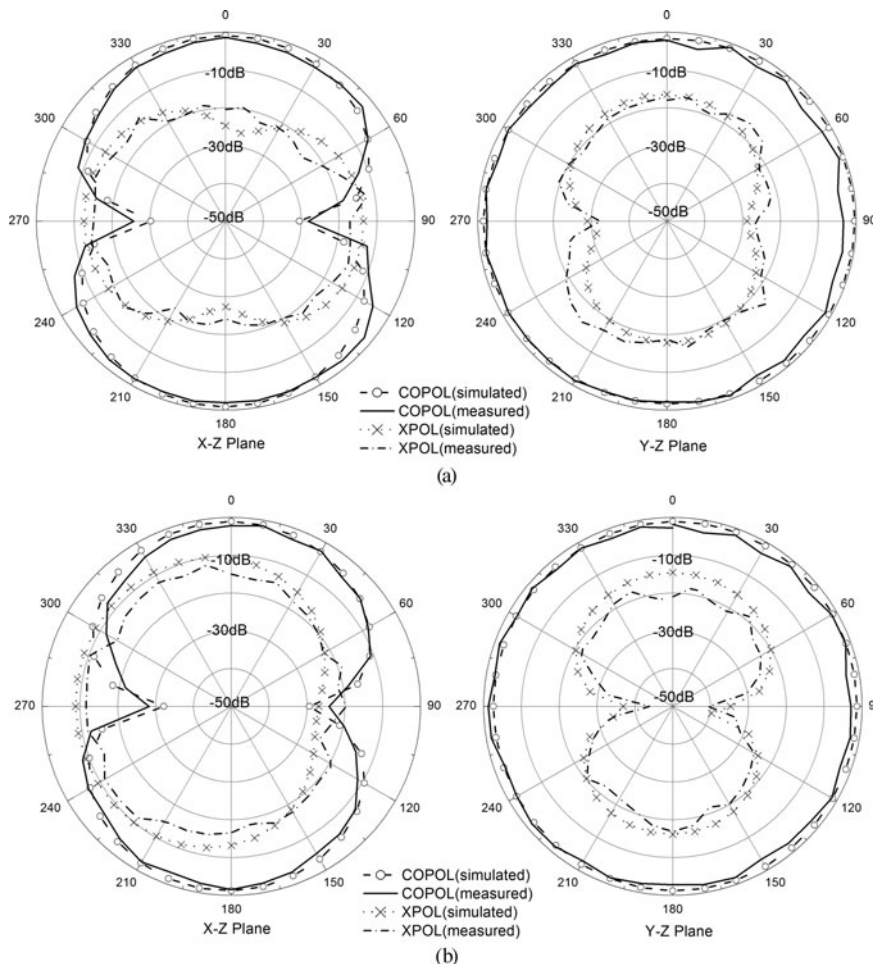 0
330
30
-10dB
300
60
-30dB
270
-50dB
90
240
120
210
150
180
X-Z Plane
0
330
30
-10dB
300
60
-30dB
270
-50dB
90
240
120
210
150
180
Y-Z Plane
COPOL(simulated)
COPOL(measured)
XPOL(simulated)
XPOL(measured)
(a)
0
330
30
-10dB
300
60
-30dB
270
-50dB
90
240
120
210
150
180
X-Z Plane
0
330
30
-10dB
300
60
-30dB
270
-50dB
90
240
120
210
150
180
Y-Z Plane
COPOL(simulated)
COPOL(measured)
XPOL(simulated)
XPOL(measured)
(b)